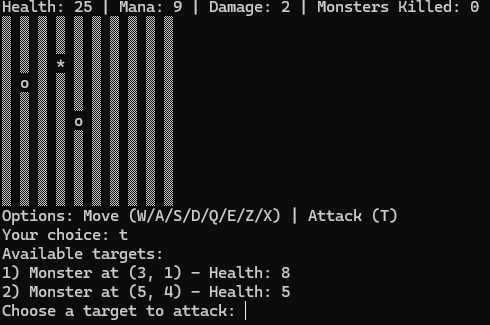 Health: 25 | Mana: 9 | Damage: 2 | Monsters Killed: 0
*
o
o
Options: Move (W/A/S/D/Q/E/Z/X) | Attack (T)
Your choice: t
Available targets:
1) Monster at (3, 1) - Health: 8
2) Monster at (5, 4) - Health: 5
Choose a target to attack: